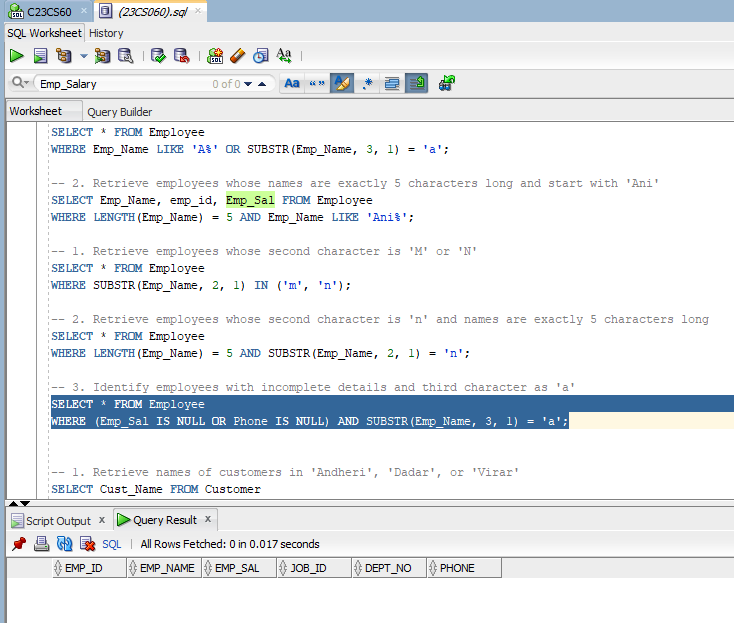 C23CS60 × (23CS060).sql ×
SQL Worksheet History
SQL Aa
Emp_Salary 0 of 0 Aa “” .*
Worksheet Query Builder
SELECT * FROM Employee
WHERE Emp_Name LIKE 'A%' OR SUBSTR(Emp_Name, 3, 1) = 'a';
-- 2. Retrieve employees whose names are exactly 5 characters long and start with 'Ani'
SELECT Emp_Name, emp_id, Emp_Sal FROM Employee
WHERE LENGTH(Emp_Name) = 5 AND Emp_Name LIKE 'Ani%';
-- 1. Retrieve employees whose second character is 'M' or 'N'
SELECT * FROM Employee
WHERE SUBSTR(Emp_Name, 2, 1) IN ('m', 'n');
-- 2. Retrieve employees whose second character is 'n' and names are exactly 5 characters long
SELECT * FROM Employee
WHERE LENGTH(Emp_Name) = 5 AND SUBSTR(Emp_Name, 2, 1) = 'n';
-- 3. Identify employees with incomplete details and third character as 'a'
SELECT * FROM Employee
WHERE (Emp_Sal IS NULL OR Phone IS NULL) AND SUBSTR(Emp_Name, 3, 1) = 'a';
-- 1. Retrieve names of customers in 'Andheri', 'Dadar', or 'Virar'
SELECT Cust_Name FROM Customer
Script Output × Query Result ×
SQL | All Rows Fetched: 0 in 0.017 seconds
EMP_ID EMP_NAME EMP_SAL JOB_ID DEPT_NO PHONE